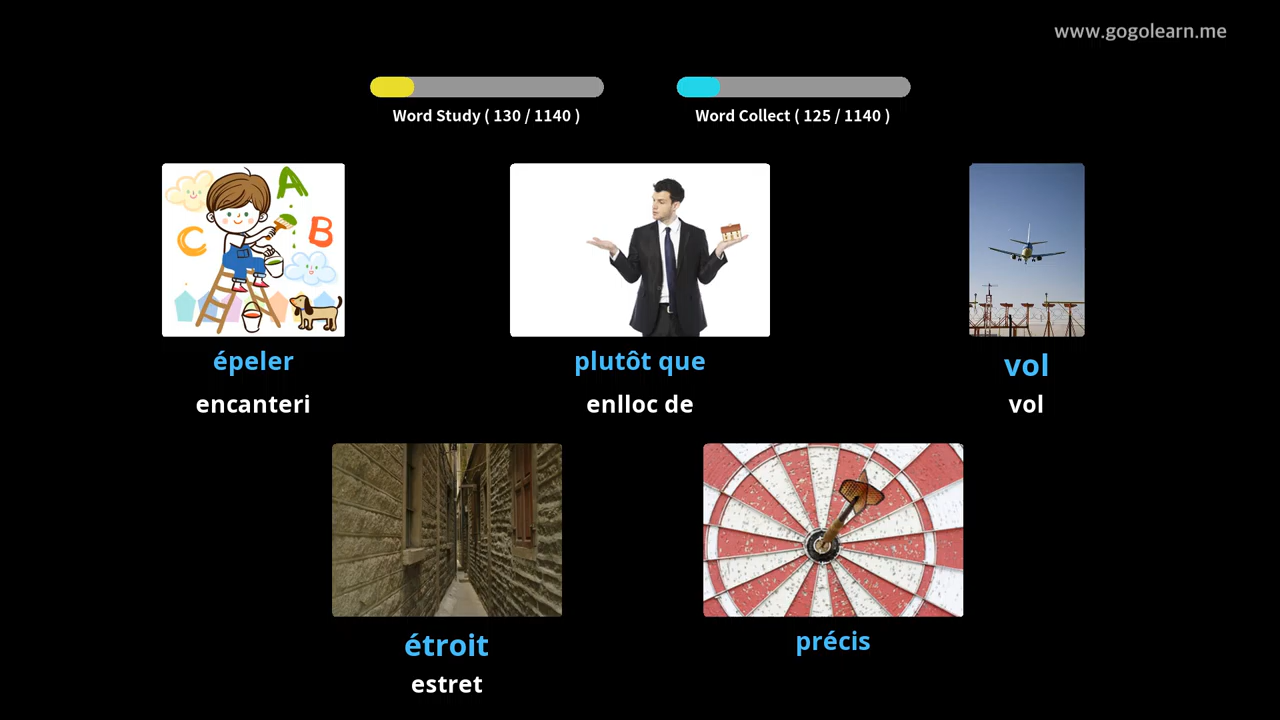 www.gogolearn.me
Word Study ( 130 / 1140 )
Word Collect ( 125 / 1140 )
A
B
C
épeler
encanteri
plutôt que
enlloc de
vol
vol
étroit
estret
précis